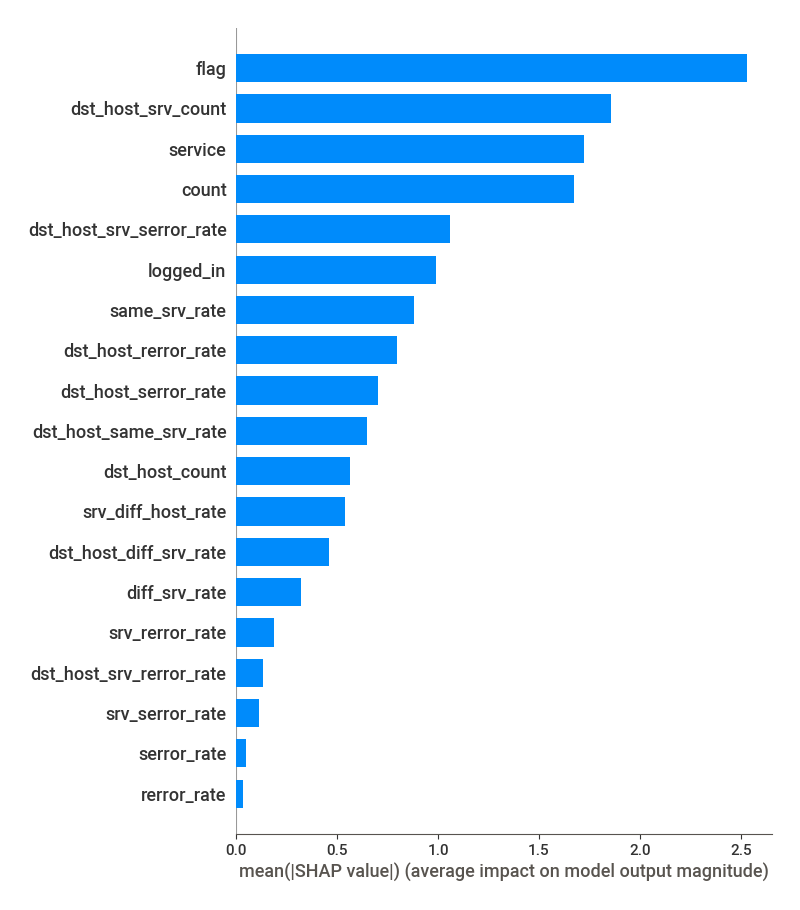 flag
dst_host_srv_count
service
count
dst_host_srv_serror_rate
logged_in
same_srv_rate
dst_host_rerror_rate
dst_host_serror_rate
dst_host_same_srv_rate
dst_host_count
srv_diff_host_rate
dst_host_diff_srv_rate
diff_srv_rate
srv_rerror_rate
dst_host_srv_rerror_rate
srv_serror_rate
serror_rate
rerror_rate
0.0 0.5 1.0 1.5 2.0 2.5
mean(|SHAP value|) (average impact on model output magnitude)